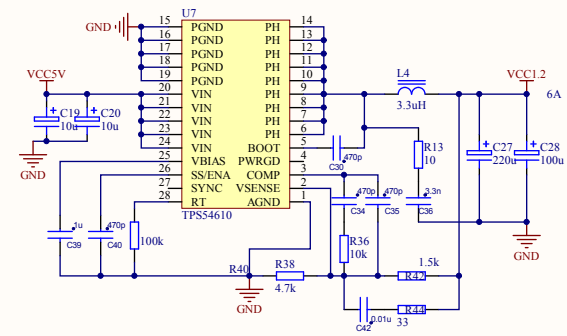 U7
GND
15 PGND PH 14
16 PGND PH 13
17 PGND PH 12
18 PGND PH 11
19 PGND PH 10
20 VIN PH 9
21 VIN PH 8
22 VIN PH 7
23 VIN PH 6
24 VIN BOOT 5
25 VBIAS PWRGD 4
26 SS/ENA COMP 3
27 SYNC VSENSE 2
28 RT AGND 1
TPS54610
VCC5V
+ C19
10u
+ C20
10u
GND
L4
3.3uH
VCC1.2
6A
470p
C30
R13
10
+ C27
220u
+ C28
100u
3.3n
C36
GND
470p
C34
470p
C35
R36
10k
1u
C39
470p
C40
100k
R40
R38
4.7k
GND
1.5k
R42
0.01u
C42
R44
33